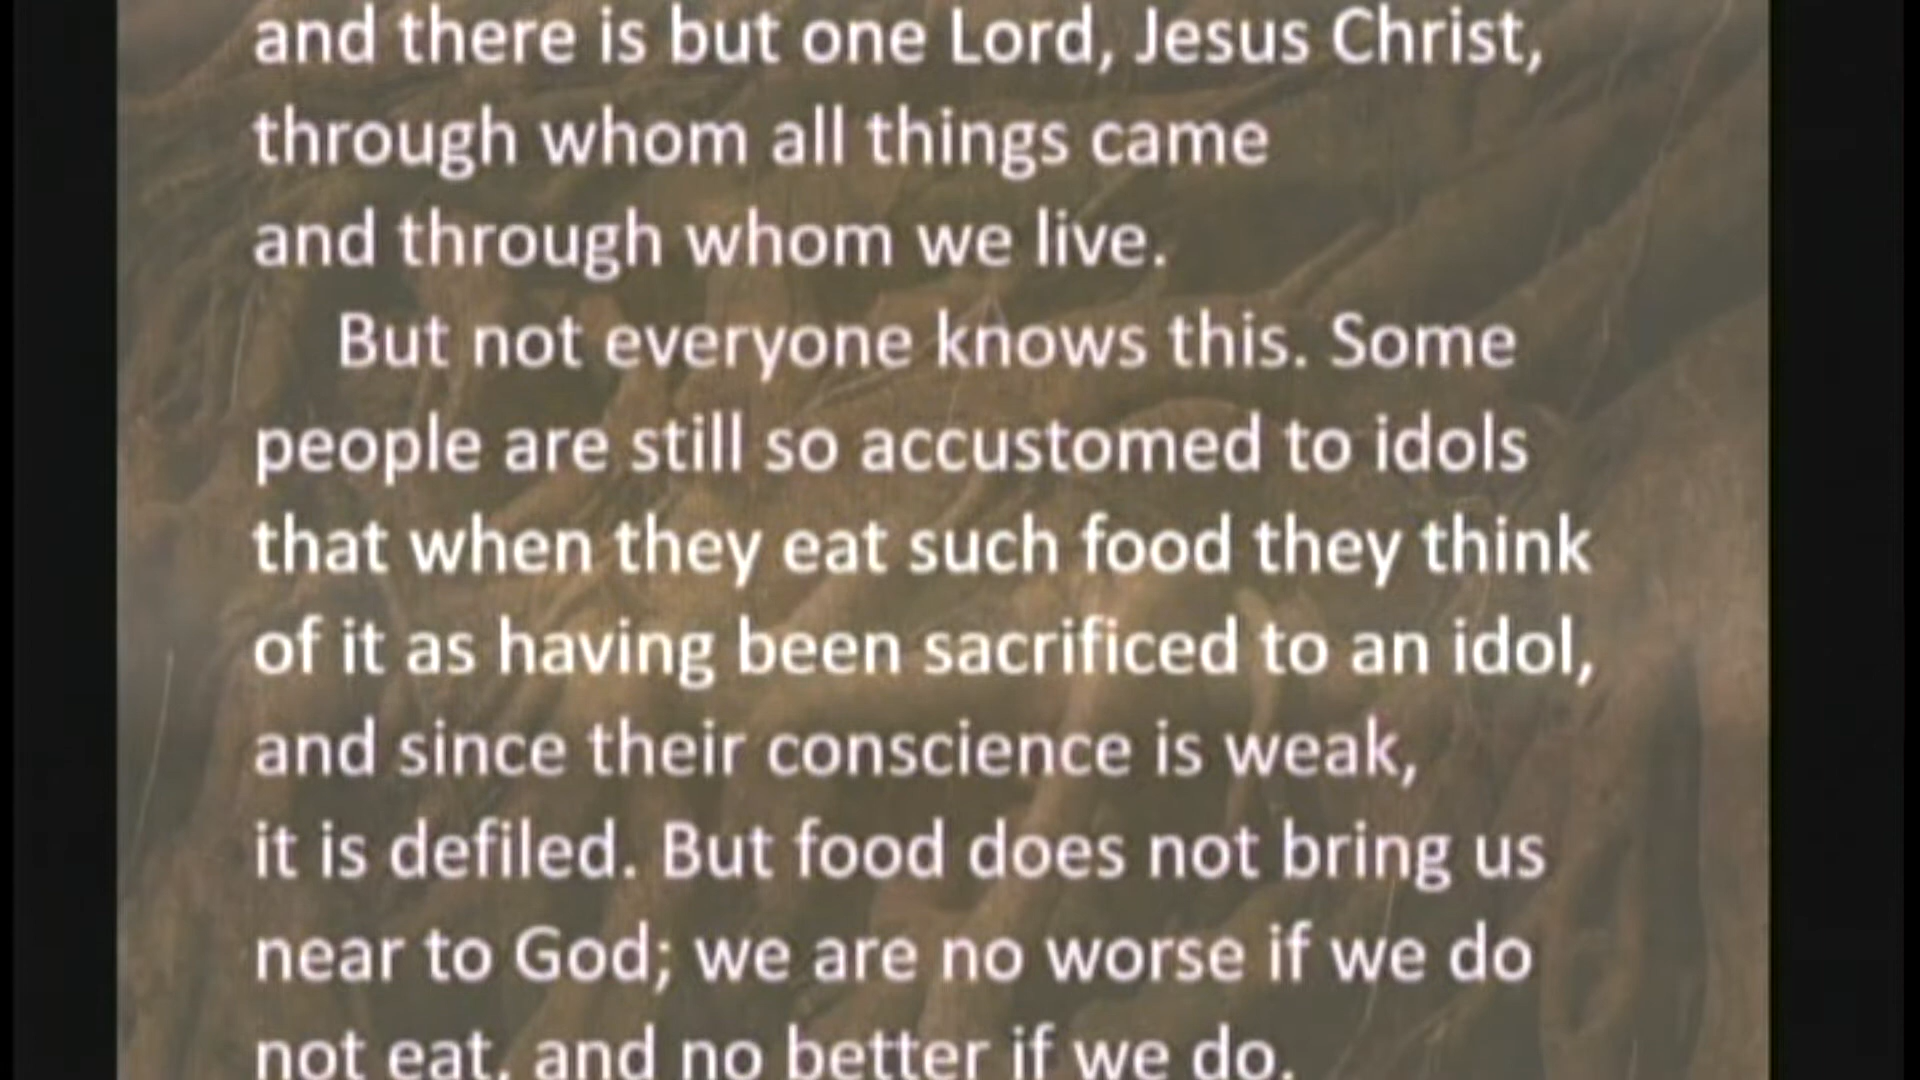 and there is but one Lord, Jesus Christ,
through whom all things came
and through whom we live.
But not everyone knows this. Some
people are still so accustomed to idols
that when they eat such food they think
of it as having been sacrificed to an idol,
and since their conscience is weak,
it is defiled. But food does not bring us
near to God; we are no worse if we do
not eat, and no better if we do.